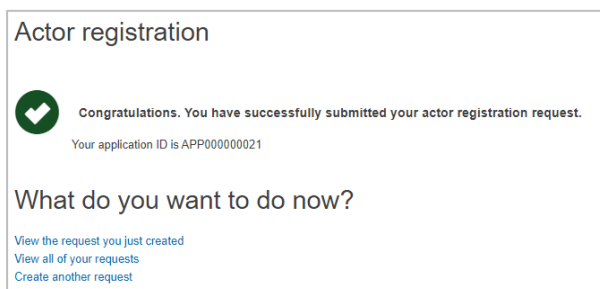 Actor registration
Congratulations. You have successfully submitted your actor registration request.
Your application ID is APP000000021
What do you want to do now?
View the request you just created
View all of your requests
Create another request